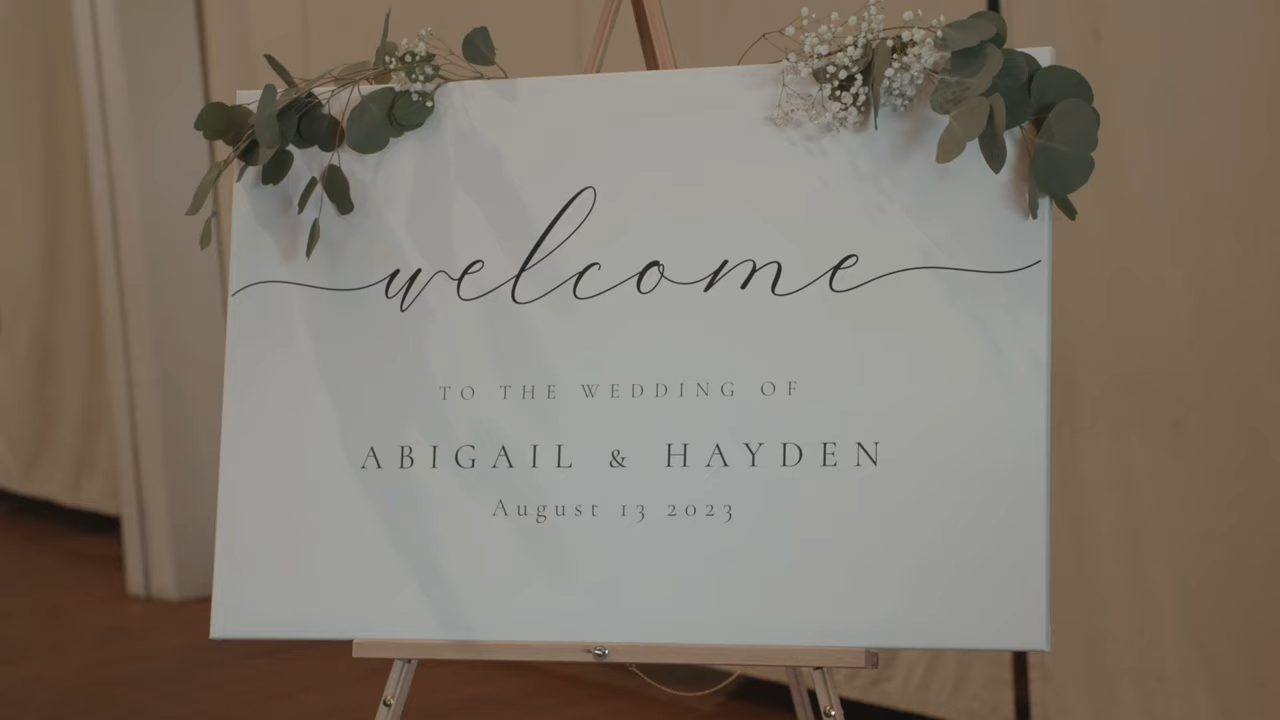 welcome
TO THE WEDDING OF
ABIGAIL & HAYDEN
August 13 2023